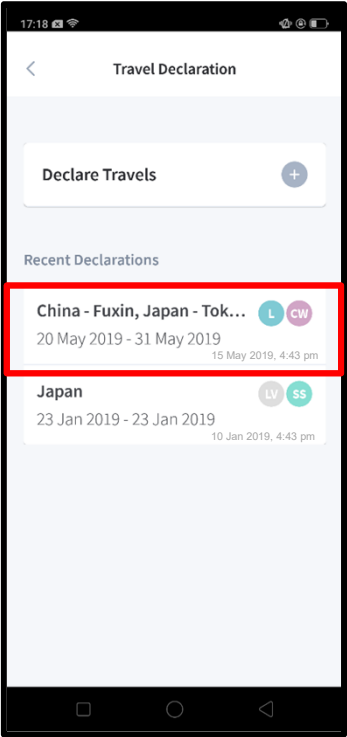 17:18
Travel Declaration
Declare Travels
Recent Declarations
China - Fuxin, Japan - Tok... L CW
20 May 2019 - 31 May 2019
15 May 2019, 4:43 pm
Japan LV SS
23 Jan 2019 - 23 Jan 2019
10 Jan 2019, 4:43 pm